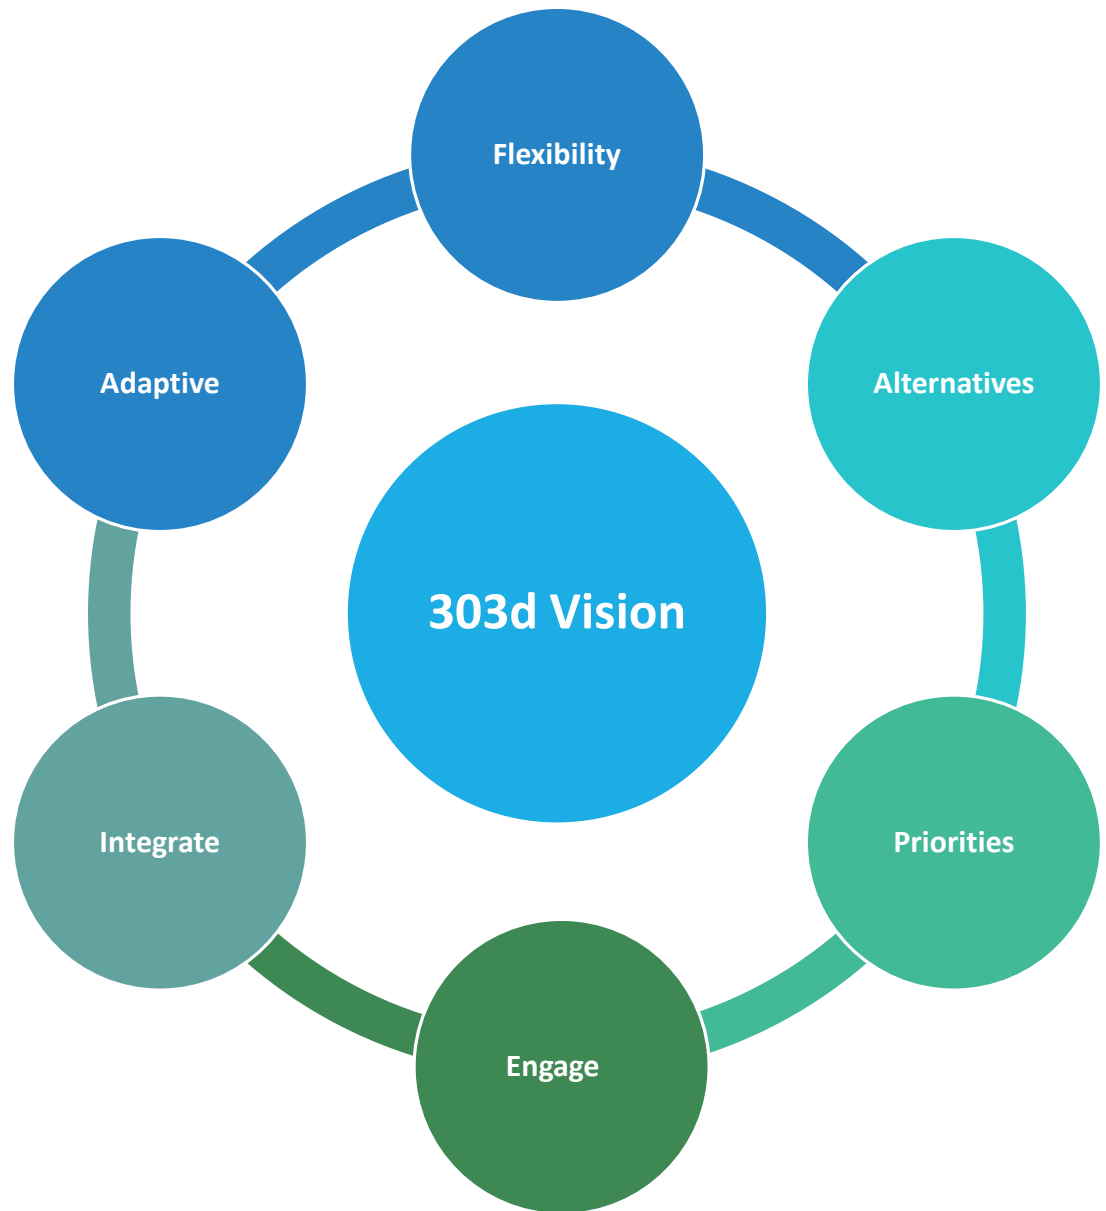 Flexibility
Adaptive
Alternatives
303d Vision
Integrate
Priorities
Engage